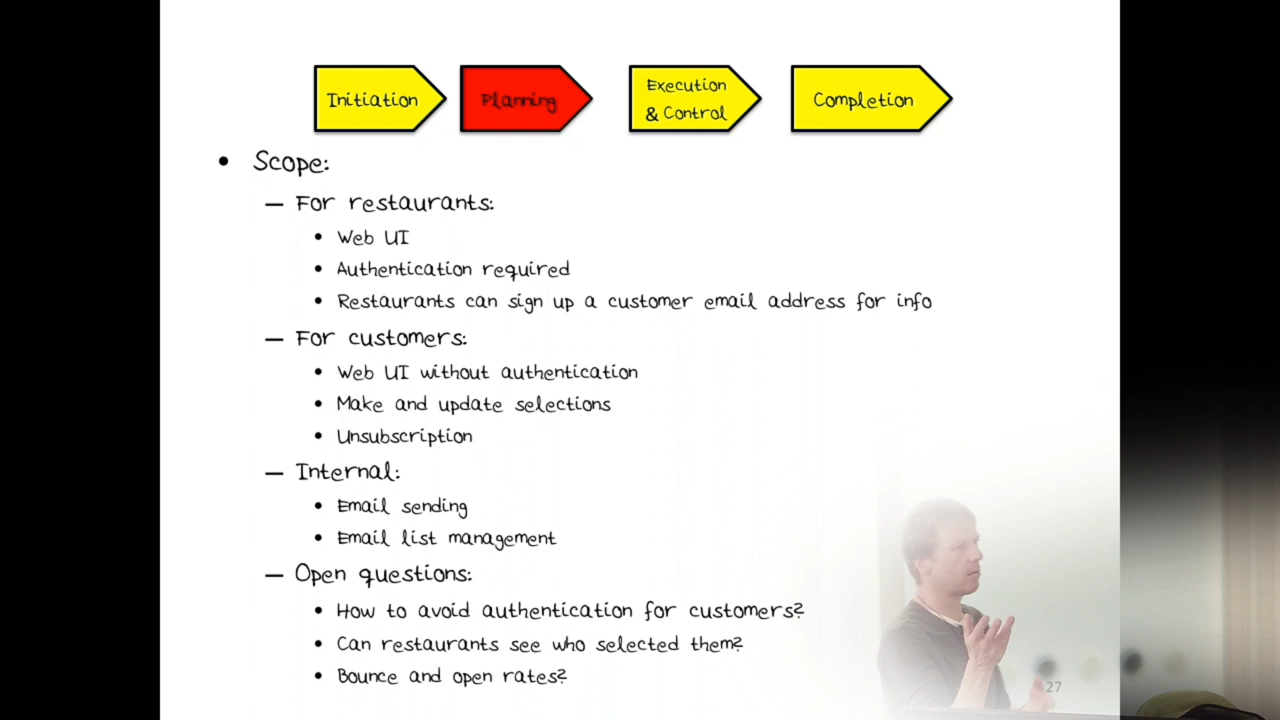 Initiation
Planning
Execution
& Control
Completion
• Scope:
— For restaurants:
• Web UI
• Authentication required
• Restaurants can sign up a customer email address for info
— For customers:
• Web UI without authentication
• Make and update selections
• Unsubscription
— Internal:
• Email sending
• Email list management
— Open questions:
• How to avoid authentication for customers?
• Can restaurants see who selected them?
• Bounce and open rates?
27